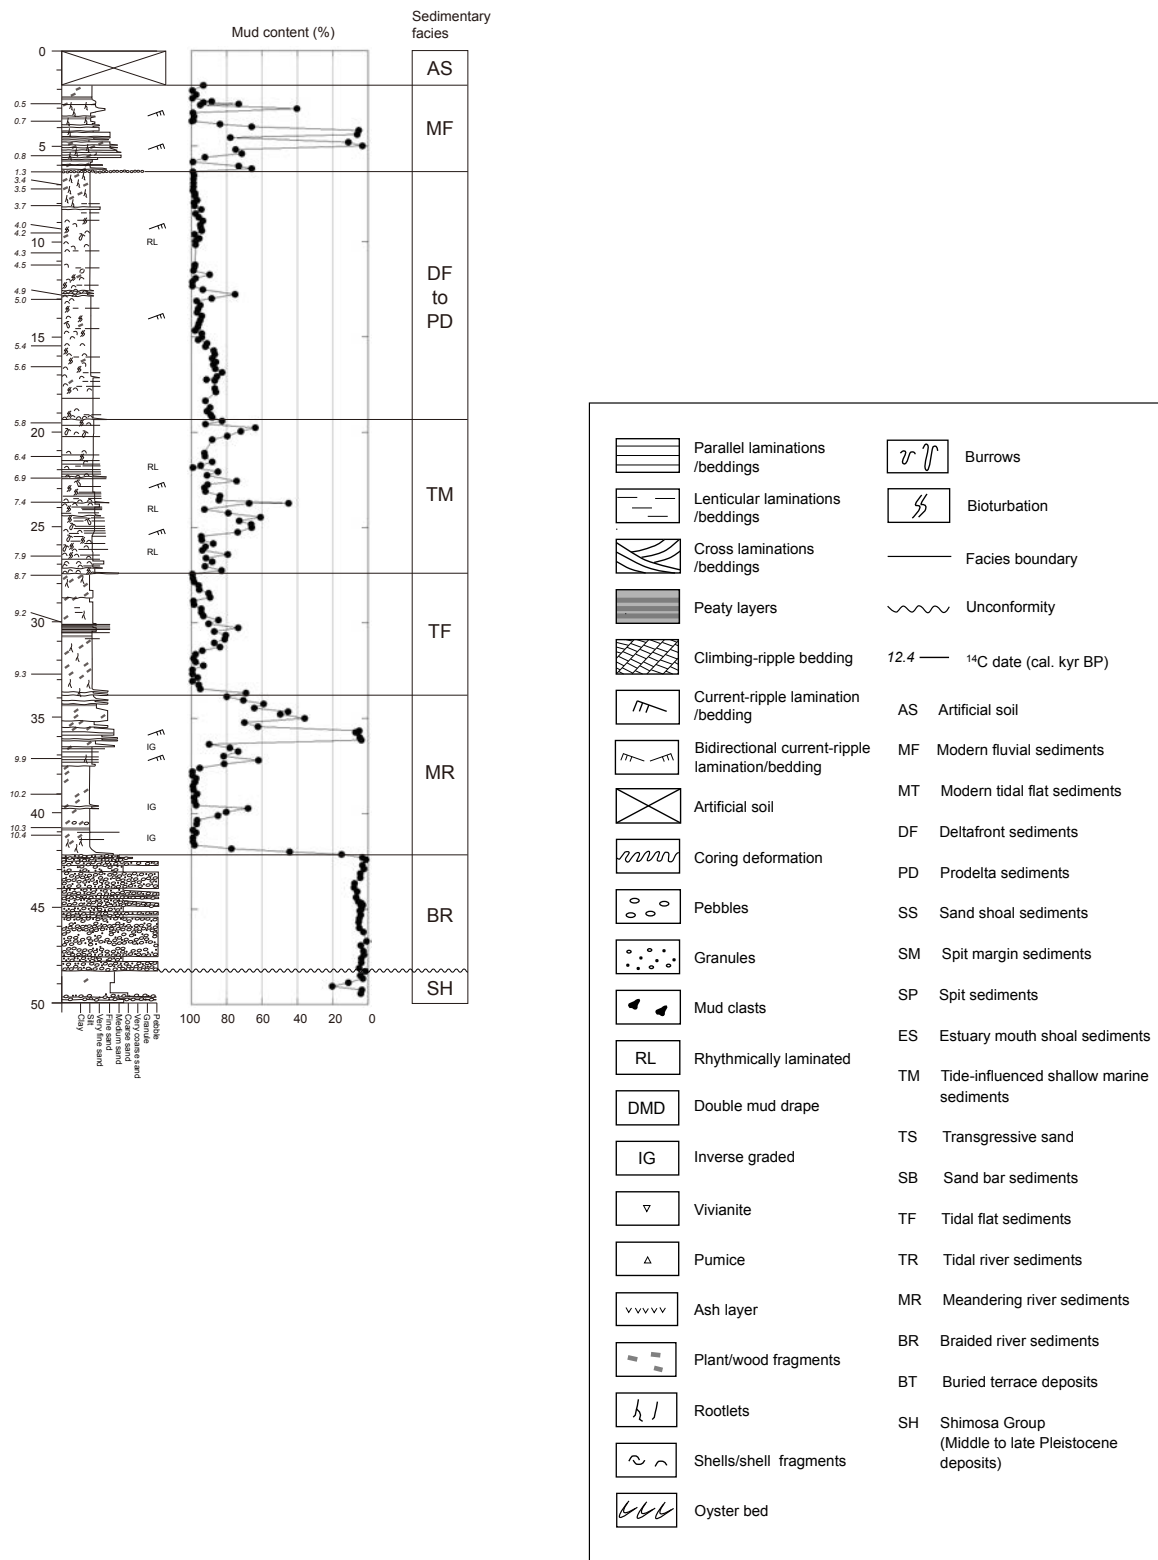 Sedimentary
facies
Mud content (%)
0
AS
0.5
0.7
MF
5
0.8
1.3
3.4
3.5
3.7
4.0
4.2
10
RL
4.3
4.5
DF
to
PD
4.9
5.0
15
5.4
5.6
5.8
20
6.4
RL
6.9
TM
7.4
RL
25
7.9
RL
8.7
9.2
30
TF
9.3
35
IG
9.9
MR
10.2
40
IG
10.3
10.4
IG
45
BR
SH
50
100 80 60 40 20 0
Clay
Silt
Very fine sand
Fine sand
Medium sand
Coarse sand
Very coarse sand
Granule
Pebble
Parallel laminations
/beddings
Lenticular laminations
/beddings
Cross laminations
/beddings
Peaty layers
Climbing-ripple bedding
Current-ripple lamination
/bedding
Bidirectional current-ripple
lamination/bedding
Artificial soil
Coring deformation
Pebbles
Granules
Mud clasts
RL Rhythmically laminated
DMD Double mud drape
IG Inverse graded
Vivianite
Pumice
Ash layer
Plant/wood fragments
Rootlets
Shells/shell fragments
Oyster bed
Burrows
Bioturbation
Facies boundary
Unconformity
12.4 14C date (cal. kyr BP)
AS Artificial soil
MF Modern fluvial sediments
MT Modern tidal flat sediments
DF Deltafront sediments
PD Prodelta sediments
SS Sand shoal sediments
SM Spit margin sediments
SP Spit sediments
ES Estuary mouth shoal sediments
TM Tide-influenced shallow marine
sediments
TS Transgressive sand
SB Sand bar sediments
TF Tidal flat sediments
TR Tidal river sediments
MR Meandering river sediments
BR Braided river sediments
BT Buried terrace deposits
SH Shimosa Group
(Middle to late Pleistocene
deposits)